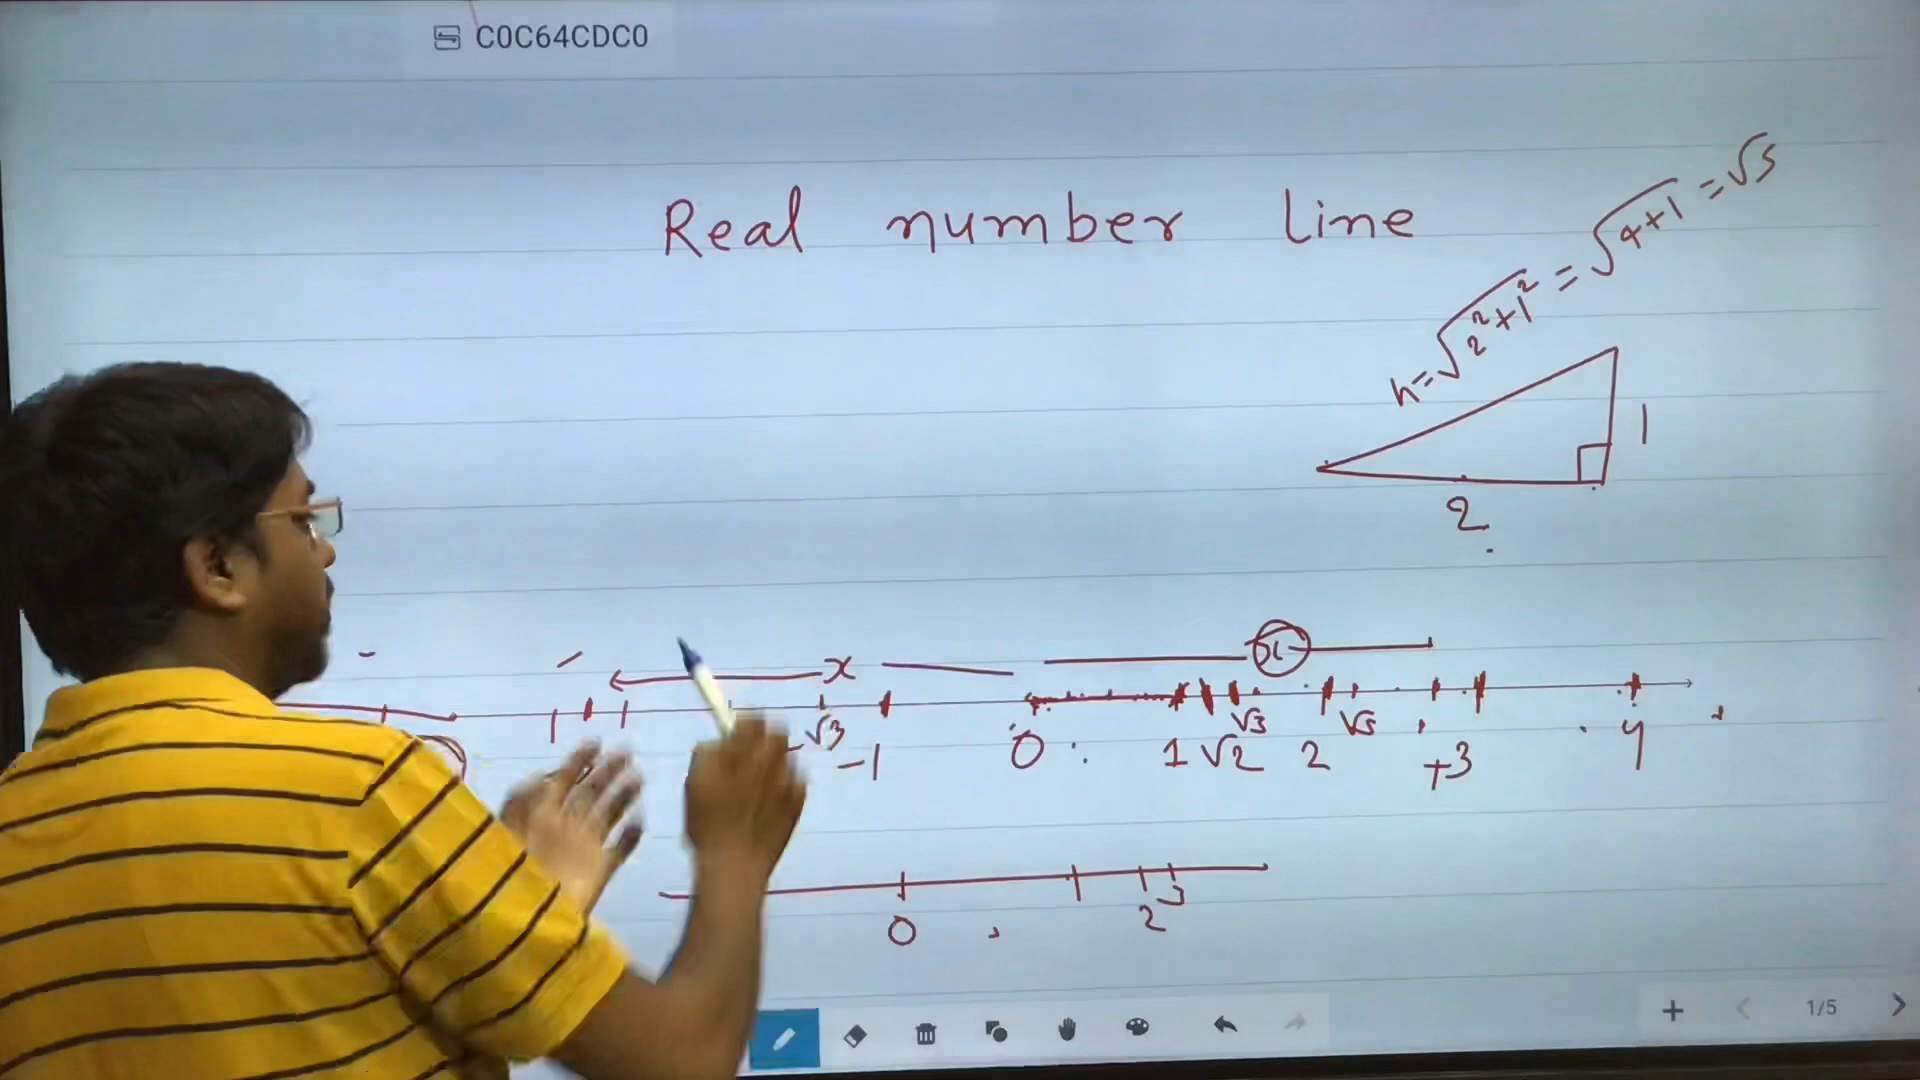 C0C64CDC0
Real number line
h=√2²+1² = √4+1 = √5
1
2
x x
-√3 -1 0 1 √2 √3 2 √5 +3 4
0 2 3
1/5